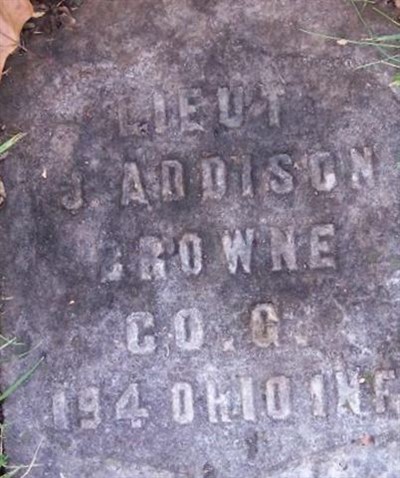 LIEUT
J. ADDISON
BROWNE
CO. G.
194 OHIO INF.